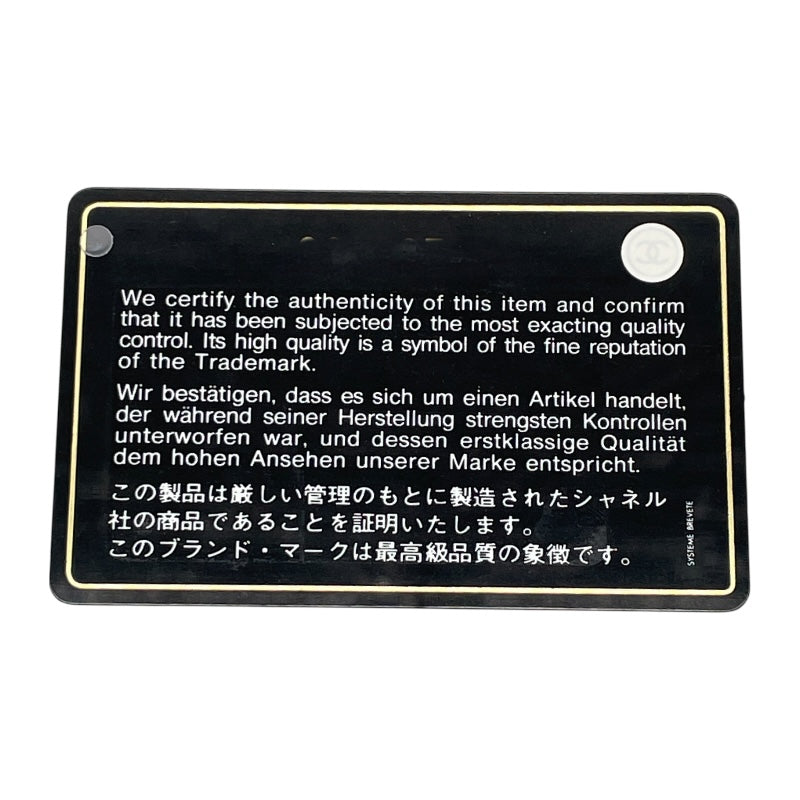 We certify the authenticity of this item and confirm
that it has been subjected to the most exacting quality
control. Its high quality is a symbol of the fine reputation
of the Trademark.
Wir bestätigen, dass es sich um einen Artikel handelt,
der während seiner Herstellung strengsten Kontrollen
unterworfen war, und dessen erstklassige Qualität
dem hohen Ansehen unserer Marke entspricht.
この製品は厳しい管理のもとに製造されたシャネル
社の商品であることを証明いたします。
このブランド・マークは最高級品質の象徴です。
SYSTEME BREVETE